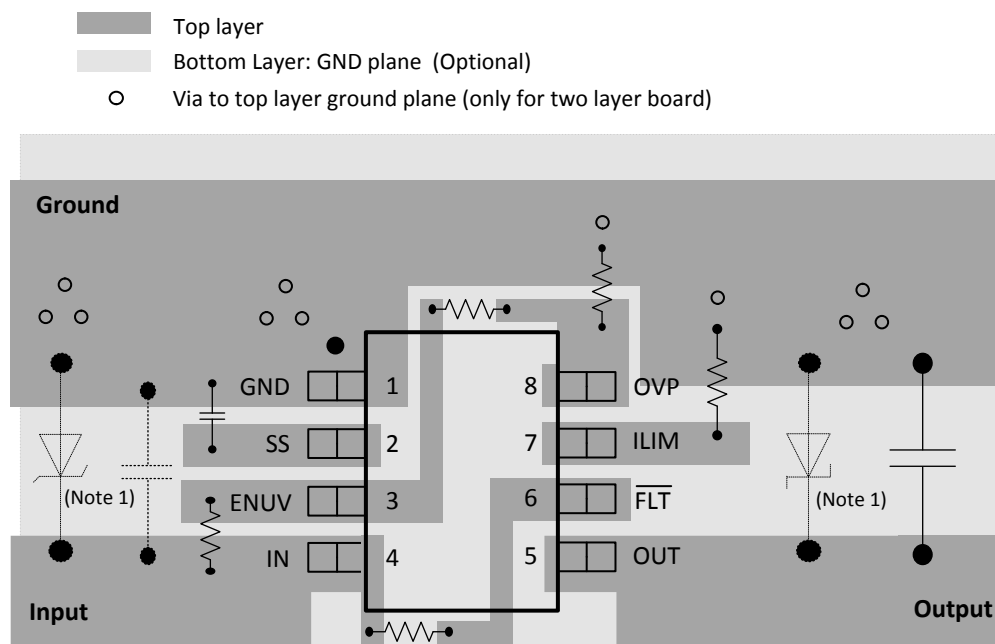 Top layer
Bottom Layer: GND plane (Optional)
Via to top layer ground plane (only for two layer board)
Ground
GND 1 8 OVP
SS 2 7 ILIM
(Note 1) ENUV 3 6 FLT (Note 1)
IN 4 5 OUT
Input Output